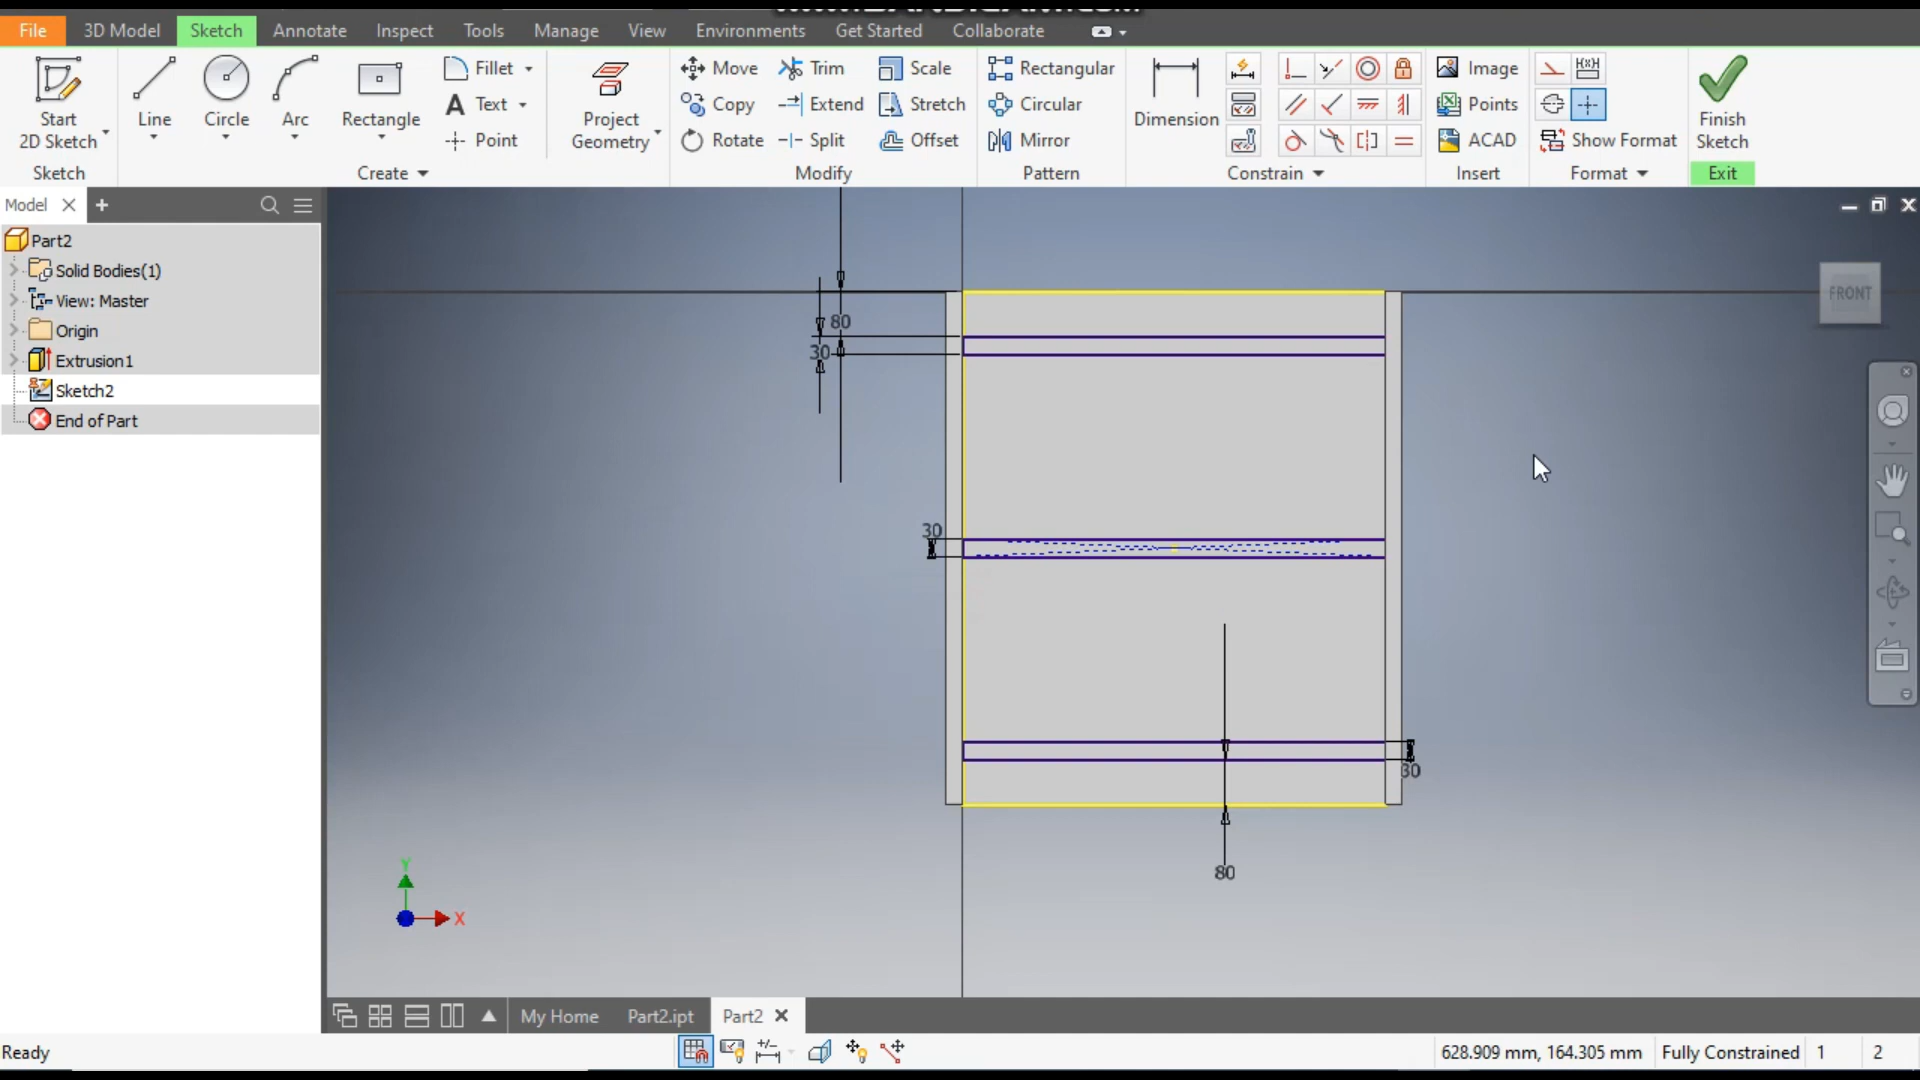 File 3D Model Sketch Annotate Inspect Tools Manage View Environments Get Started Collaborate
Start
2D Sketch
Line
Circle
Arc
Rectangle
Fillet
Text
Point
Project
Geometry
Move
Copy
Rotate
Trim
Extend
Split
Scale
Stretch
Offset
Rectangular
Circular
Mirror
Dimension
Image
Points
ACAD
Show Format
Finish
Sketch
Sketch
Create
Modify
Pattern
Constrain
Insert
Format
Exit
Model
Part2
Solid Bodies(1)
View: Master
Origin
Extrusion1
Sketch2
End of Part
FRONT
80
30
30
30
80
Y
X
My Home Part2.ipt Part2
Ready
628.909 mm, 164.305 mm Fully Constrained 1 2